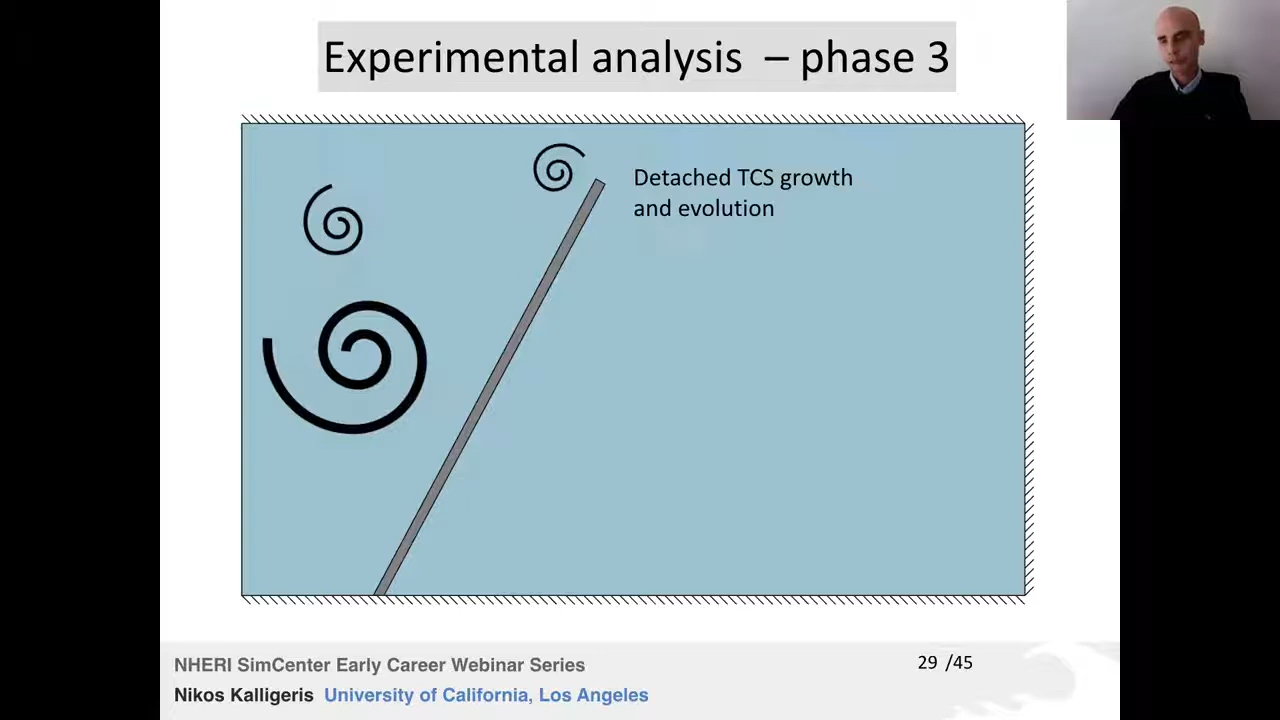 Experimental analysis – phase 3
Detached TCS growth
and evolution
NHERI SimCenter Early Career Webinar Series
29 /45
Nikos Kalligeris University of California, Los Angeles